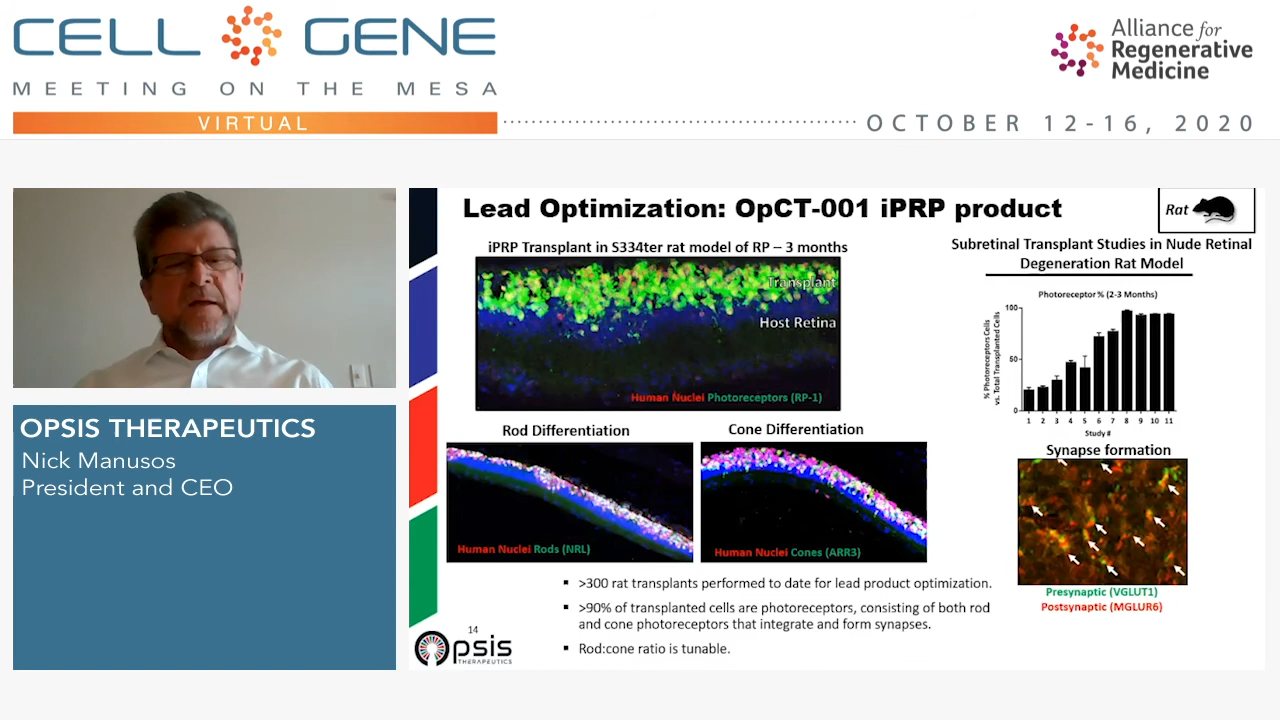 CELL GENE
MEETING ON THE MESA
VIRTUAL
Alliance for
Regenerative
Medicine
OCTOBER 12-16, 2020
OPSIS THERAPEUTICS
Nick Manusos
President and CEO
Lead Optimization: OpCT-001 iPRP product
Rat
iPRP Transplant in S334ter rat model of RP – 3 months
Transplant
Host Retina
Human Nuclei Photoreceptors (RP-1)
Rod Differentiation
Human Nuclei Rods (NRL)
Cone Differentiation
Human Nuclei Cones (ARR3)
Subretinal Transplant Studies in Nude Retinal
Degeneration Rat Model
Photoreceptor % (2-3 Months)
% Photoreceptors Cells
vs. Total Transplanted Cells
100
50
0
1 2 3 4 5 6 7 8 9 10 11
Study #
Synapse formation
Presynaptic (VGLUT1)
Postsynaptic (MGLUR6)
▪ >300 rat transplants performed to date for lead product optimization.
▪ >90% of transplanted cells are photoreceptors, consisting of both rod
and cone photoreceptors that integrate and form synapses.
▪ Rod:cone ratio is tunable.
14
Opsis
THERAPEUTICS